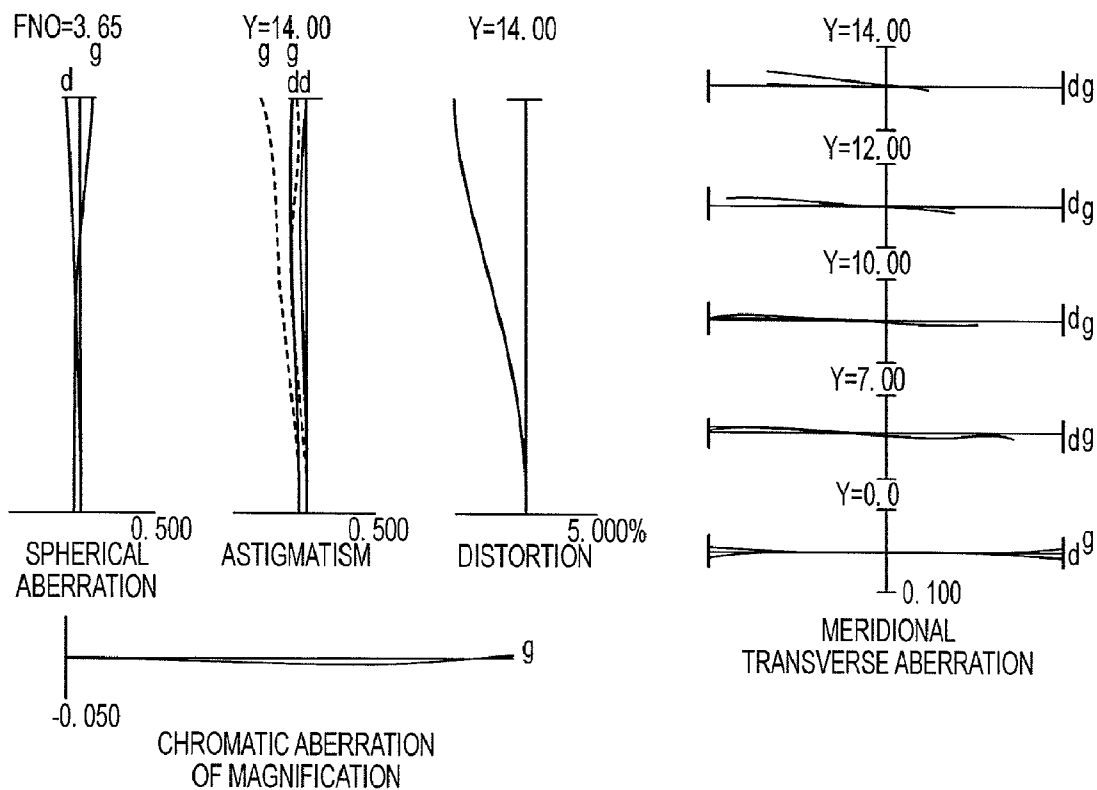 FNO=3.65
g
d
0.500
SPHERICAL
ABERRATION
Y=14.00
g g
dd
0.500
ASTIGMATISM
Y=14.00
5.000%
DISTORTION
g
-0.050
CHROMATIC ABERRATION
OF MAGNIFICATION
Y=14.00
dg
Y=12.00
dg
Y=10.00
dg
Y=7.00
dg
Y=0.0
dg
0.100
MERIDIONAL
TRANSVERSE ABERRATION